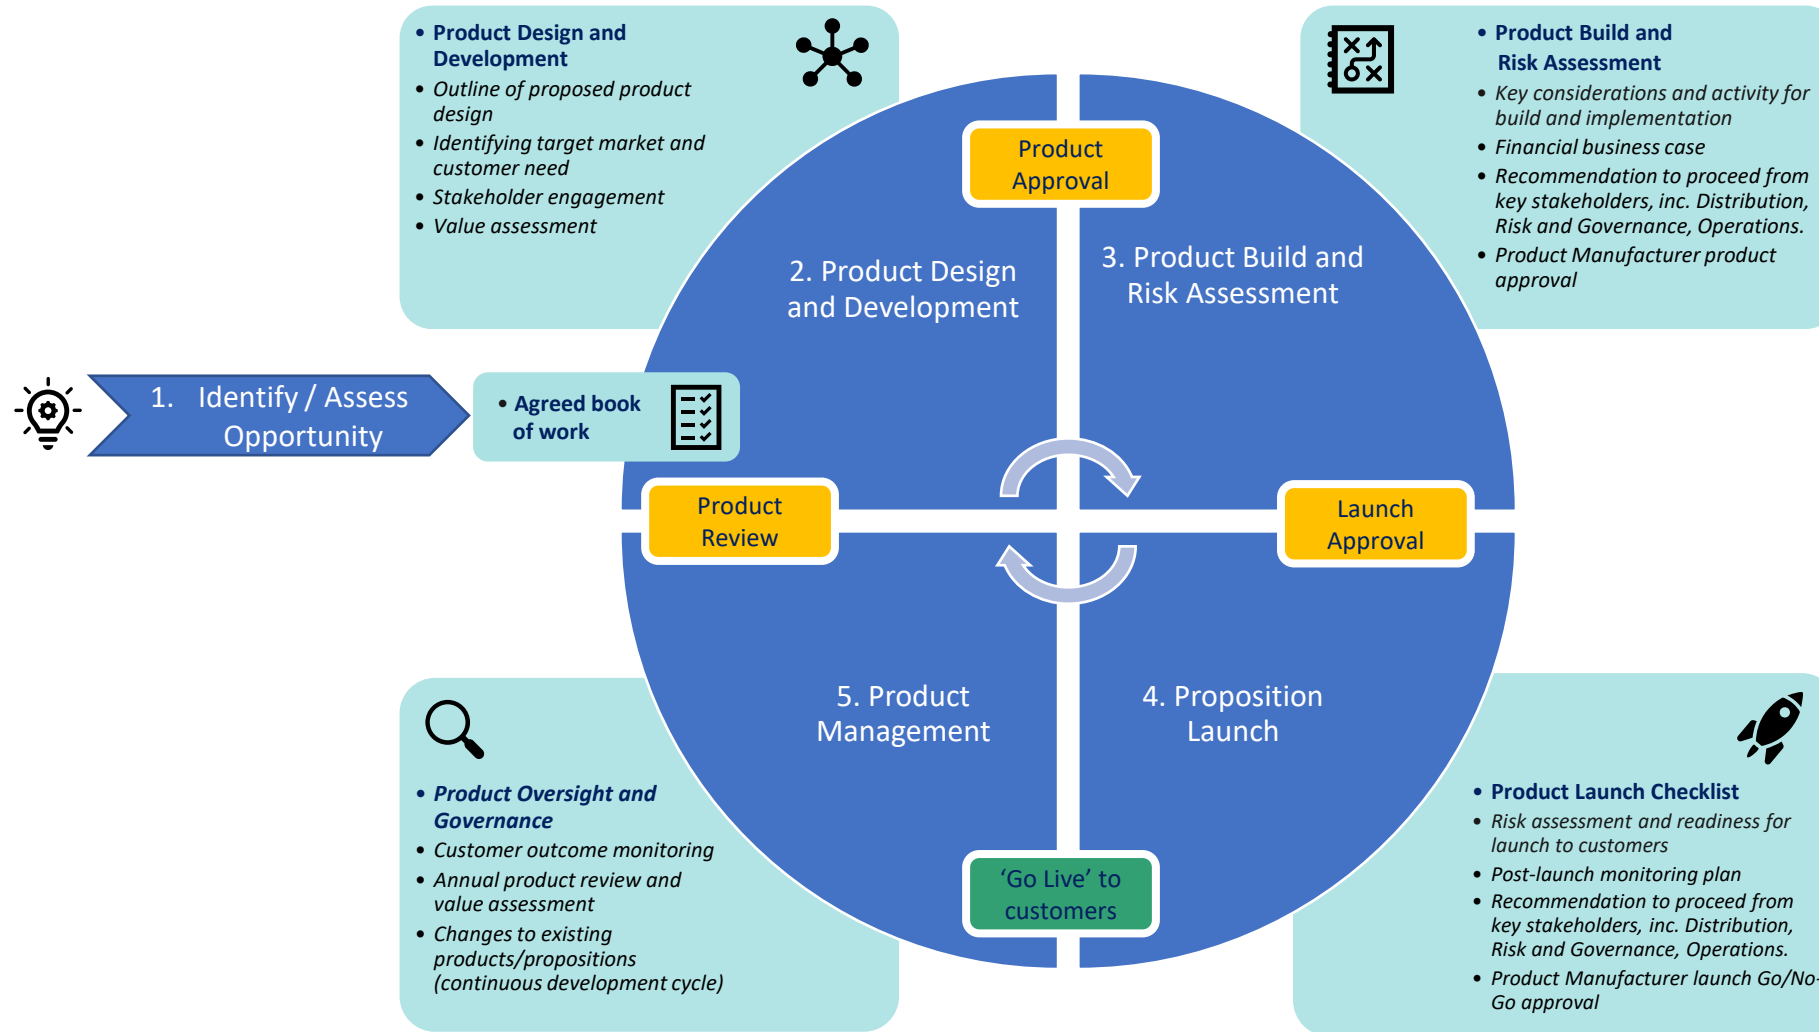 • Product Design and
Development
• Outline of proposed product
design
• Identifying target market and
customer need
• Stakeholder engagement
• Value assessment
• Product Build and
Risk Assessment
• Key considerations and activity for
build and implementation
• Financial business case
• Recommendation to proceed from
key stakeholders, inc. Distribution,
Risk and Governance, Operations.
• Product Manufacturer product
approval
Product
Approval
2. Product Design
and Development
3. Product Build and
Risk Assessment
1. Identify / Assess
Opportunity
• Agreed book
of work
Product
Review
Launch
Approval
5. Product
Management
4. Proposition
Launch
‘Go Live’ to
customers
• Product Oversight and
Governance
• Customer outcome monitoring
• Annual product review and
value assessment
• Changes to existing
products/propositions
(continuous development cycle)
• Product Launch Checklist
• Risk assessment and readiness for
launch to customers
• Post-launch monitoring plan
• Recommendation to proceed from
key stakeholders, inc. Distribution,
Risk and Governance, Operations.
• Product Manufacturer launch Go/No-
Go approval